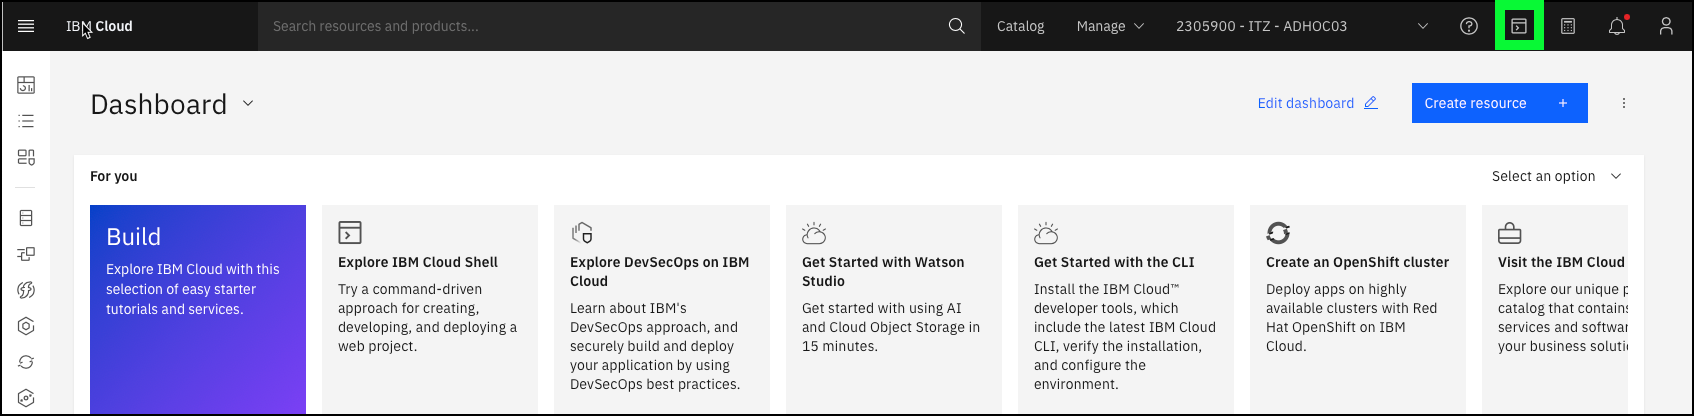 IBM Cloud
Search resources and products...
Catalog
Manage
2305900 - ITZ - ADHOC03
Dashboard
Edit dashboard
Create resource +
For you
Select an option
Build
Explore IBM Cloud with this
selection of easy starter
tutorials and services.
Explore IBM Cloud Shell
Try a command-driven
approach for creating,
developing, and deploying a
web project.
Explore DevSecOps on IBM
Cloud
Learn about IBM's
DevSecOps approach, and
securely build and deploy
your application by using
DevSecOps best practices.
Get Started with Watson
Studio
Get started with using AI
and Cloud Object Storage in
15 minutes.
Get Started with the CLI
Install the IBM Cloud™
developer tools, which
include the latest IBM Cloud
CLI, verify the installation,
and configure the
environment.
Create an OpenShift cluster
Deploy apps on highly
available clusters with Red
Hat OpenShift on IBM
Cloud.
Visit the IBM Cloud
Explore our unique
catalog that contains
services and softwar
your business soluti